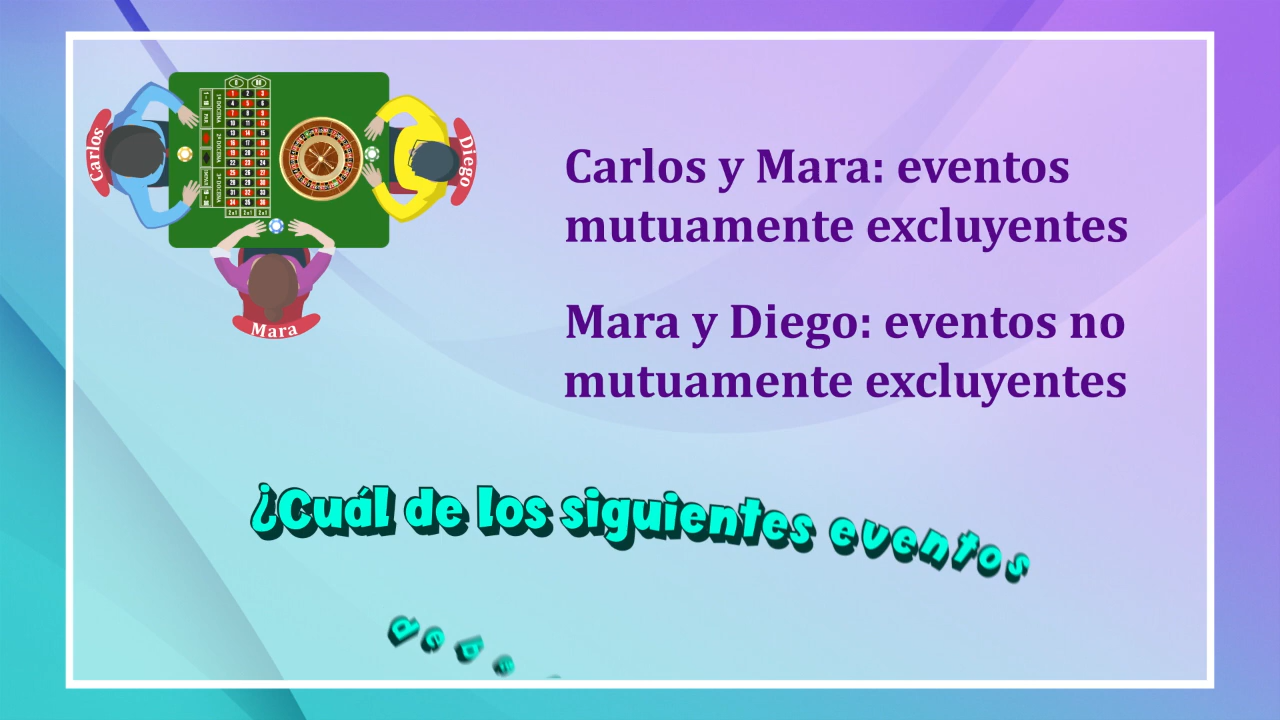 Carlos
Diego
Mara
Carlos y Mara: eventos
mutuamente excluyentes
Mara y Diego: eventos no
mutuamente excluyentes
¿Cuál de los siguientes eventos
debe